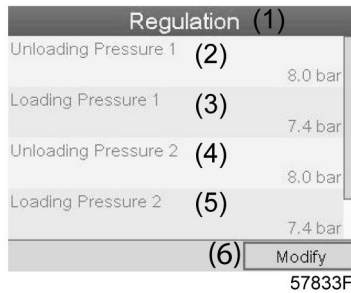 Regulation (1)
Unloading Pressure 1 (2)
8.0 bar
Loading Pressure 1 (3)
7.4 bar
Unloading Pressure 2 (4)
8.0 bar
Loading Pressure 2 (5)
7.4 bar
(6) Modify
57833F